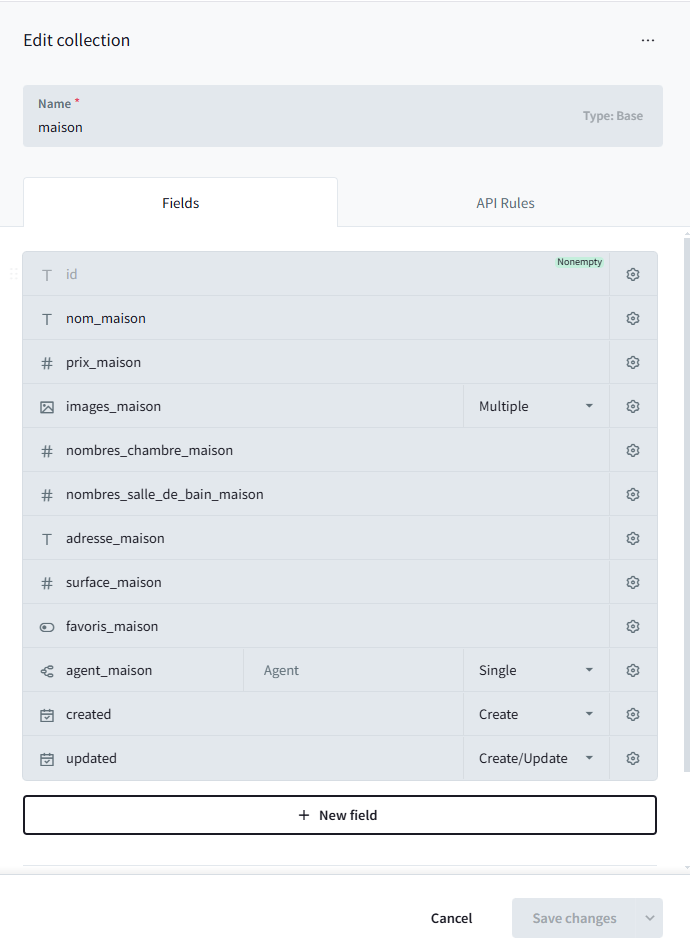 Edit collection
Name *
maison
Type: Base
Fields
API Rules
id
Nonempty
nom_maison
prix_maison
images_maison
Multiple
nombres_chambre_maison
nombres_salle_de_bain_maison
adresse_maison
surface_maison
favoris_maison
agent_maison
Agent
Single
created
Create
updated
Create/Update
+ New field
Cancel
Save changes